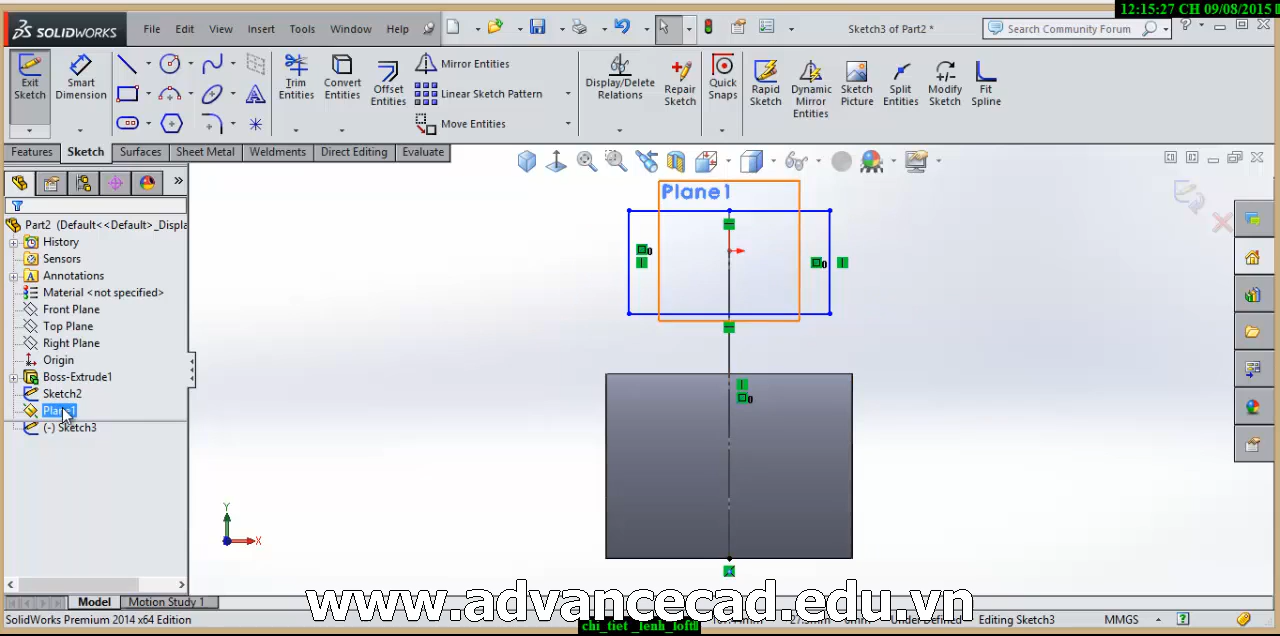 12:15:27 CH 09/08/2015
SOLIDWORKS File Edit View Insert Tools Window Help Sketch3 of Part2 * Search Community Forum
Exit Sketch
Smart Dimension
Trim Entities
Convert Entities
Offset Entities
Mirror Entities
Linear Sketch Pattern
Move Entities
Display/Delete Relations
Repair Sketch
Quick Snaps
Rapid Sketch
Dynamic Mirror Entities
Sketch Picture
Split Entities
Modify Sketch
Fit Spline
Features Sketch Surfaces Sheet Metal Weldments Direct Editing Evaluate
Part2 (Default<<Default>_Displa
History
Sensors
Annotations
Material <not specified>
Front Plane
Top Plane
Right Plane
Origin
Boss-Extrude1
Sketch2
Plane1
(-) Sketch3
Plane1
Y
X
Model Motion Study 1
www.advancecad.edu.vn
SolidWorks Premium 2014 x64 Edition
Editing Sketch3 MMGS